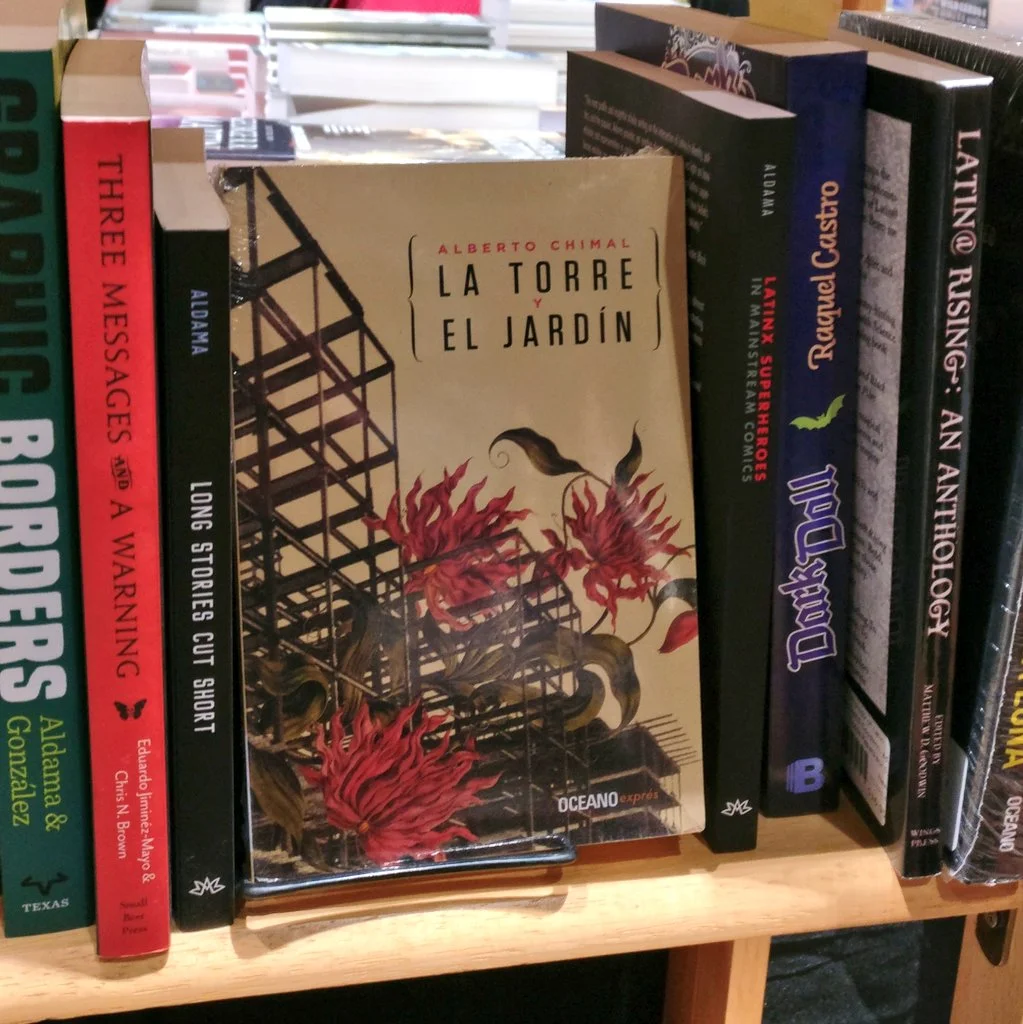 GRAPHIC BORDERS
Aldama &
González
TEXAS
THREE MESSAGES AND A WARNING
Eduardo Jiminéz-Mayo &
Chris N. Brown
Small
Beer
Press
ALDAMA
LONG STORIES CUT SHORT
ALBERTO CHIMAL
LA TORRE
Y
EL JARDÍN
OCEANO exprés
ALDAMA
LATINX SUPERHEROES
IN MAINSTREAM COMICS
Raquel Castro
Dark Doll
B
LATIN@ RISING: AN ANTHOLOGY
EDITED BY
MATTHEW D. GOODWIN
WINGS
PRESS
OCEANO